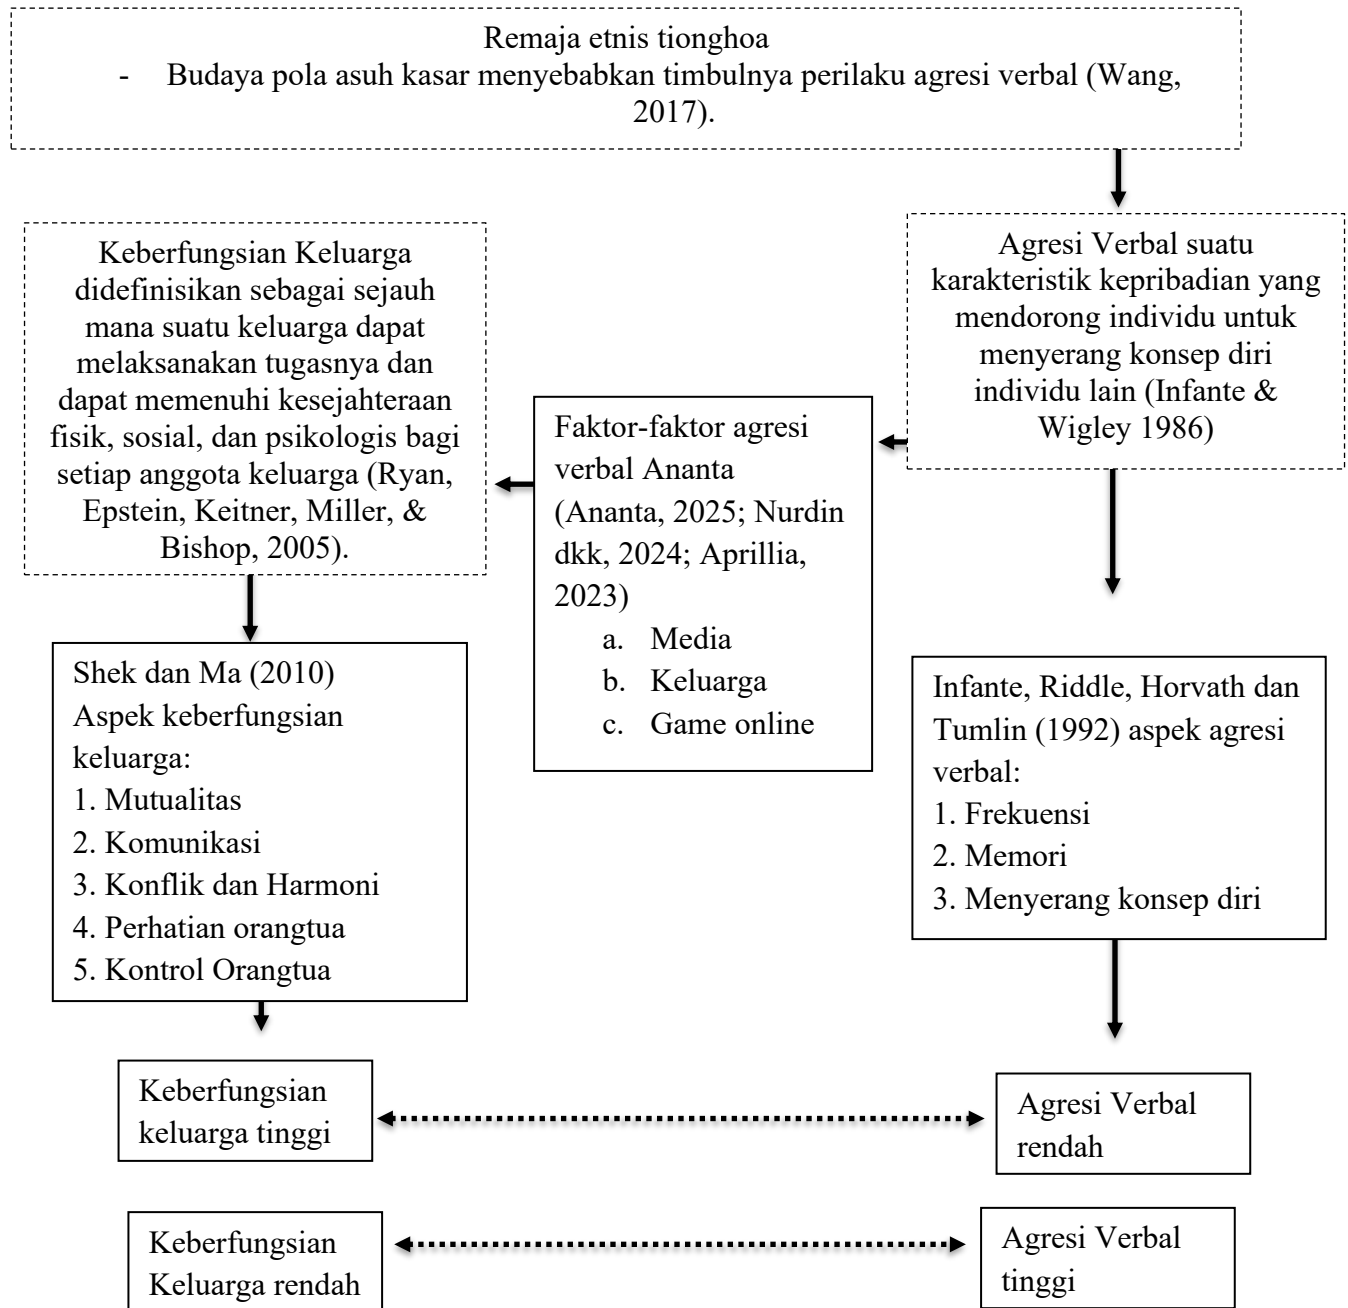 Remaja etnis tionghoa
- Budaya pola asuh kasar menyebabkan timbulnya perilaku agresi verbal (Wang,
2017).
Keberfungsian Keluarga
didefinisikan sebagai sejauh
mana suatu keluarga dapat
melaksanakan tugasnya dan
dapat memenuhi kesejahteraan
fisik, sosial, dan psikologis bagi
setiap anggota keluarga (Ryan,
Epstein, Keitner, Miller, &
Bishop, 2005).
Agresi Verbal suatu
karakteristik kepribadian yang
mendorong individu untuk
menyerang konsep diri
individu lain (Infante &
Wigley 1986)
Faktor-faktor agresi
verbal Ananta
(Ananta, 2025; Nurdin
dkk, 2024; Aprillia,
2023)
a. Media
b. Keluarga
c. Game online
Shek dan Ma (2010)
Aspek keberfungsian
keluarga:
1. Mutualitas
2. Komunikasi
3. Konflik dan Harmoni
4. Perhatian orangtua
5. Kontrol Orangtua
Infante, Riddle, Horvath dan
Tumlin (1992) aspek agresi
verbal:
1. Frekuensi
2. Memori
3. Menyerang konsep diri
Keberfungsian
keluarga tinggi
Agresi Verbal
rendah
Keberfungsian
Keluarga rendah
Agresi Verbal
tinggi